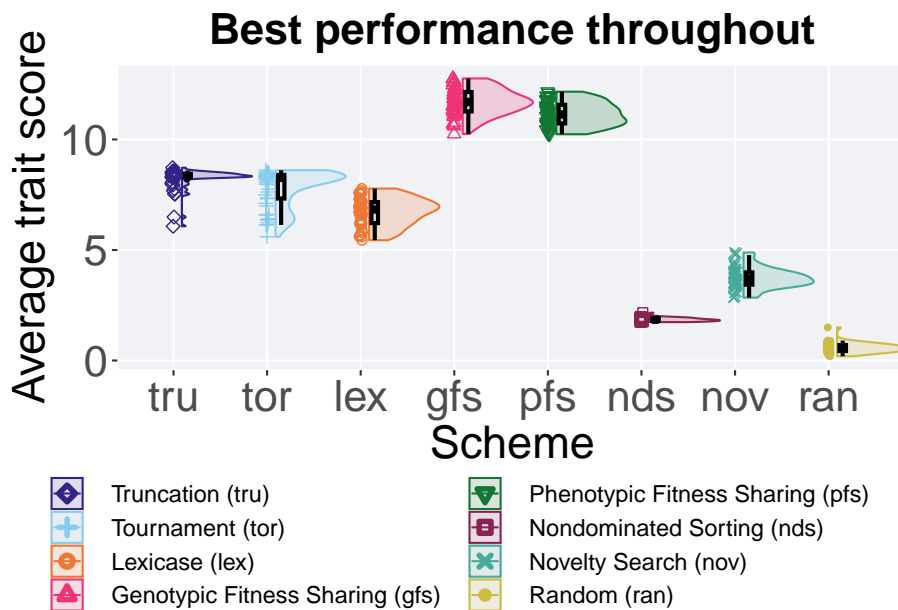 Best performance throughout
Average trait score
10
5
0
tru tor lex gfs pfs nds nov ran
Scheme
Truncation (tru)
Tournament (tor)
Lexicase (lex)
Genotypic Fitness Sharing (gfs)
Phenotypic Fitness Sharing (pfs)
Nondominated Sorting (nds)
Novelty Search (nov)
Random (ran)